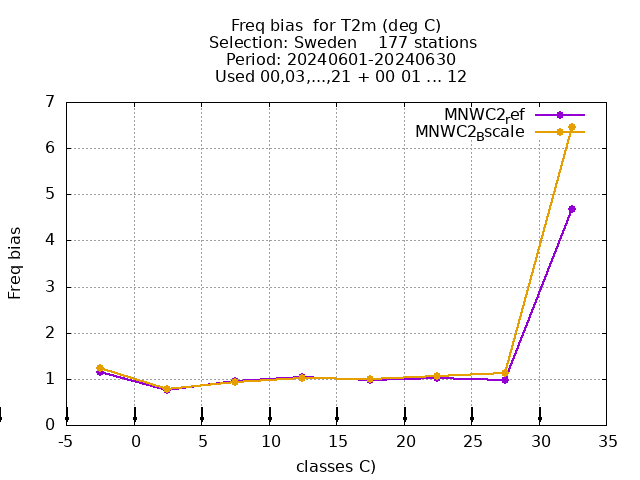 Freq bias  for T2m (deg C)
Selection: Sweden    177 stations
Period: 20240601-20240630
Used 00,03,...,21 + 00 01 ... 12
MNWC2ref
MNWC2Bscale
7
6
5
4
3
2
1
0
Freq bias
-5 0 5 10 15 20 25 30 35
classes C)